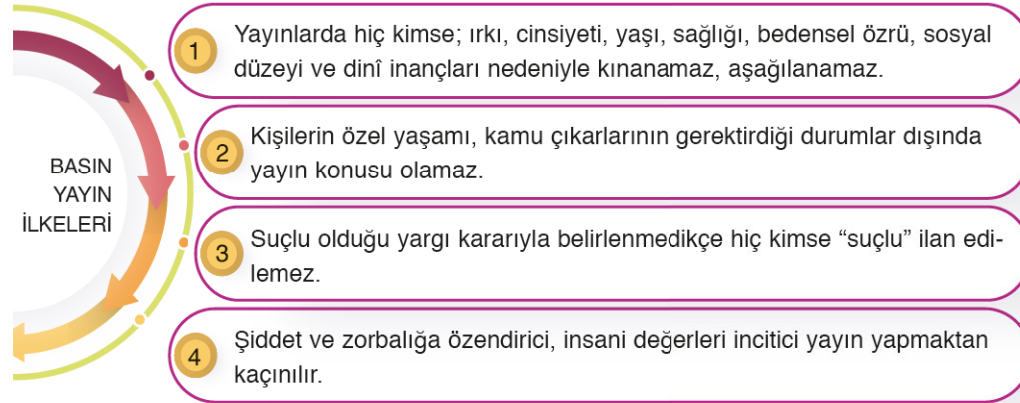 BASIN
YAYIN
İLKELERİ
1
Yayınlarda hiç kimse; ırkı, cinsiyeti, yaşı, sağlığı, bedensel özrü, sosyal
düzeyi ve dinî inançları nedeniyle kınanamaz, aşağılanamaz.
2
Kişilerin özel yaşamı, kamu çıkarlarının gerektirdiği durumlar dışında
yayın konusu olamaz.
3
Suçlu olduğu yargı kararıyla belirlenmedikçe hiç kimse “suçlu” ilan edi-
lemez.
4
Şiddet ve zorbalığa özendirici, insani değerleri incitici yayın yapmaktan
kaçınılır.